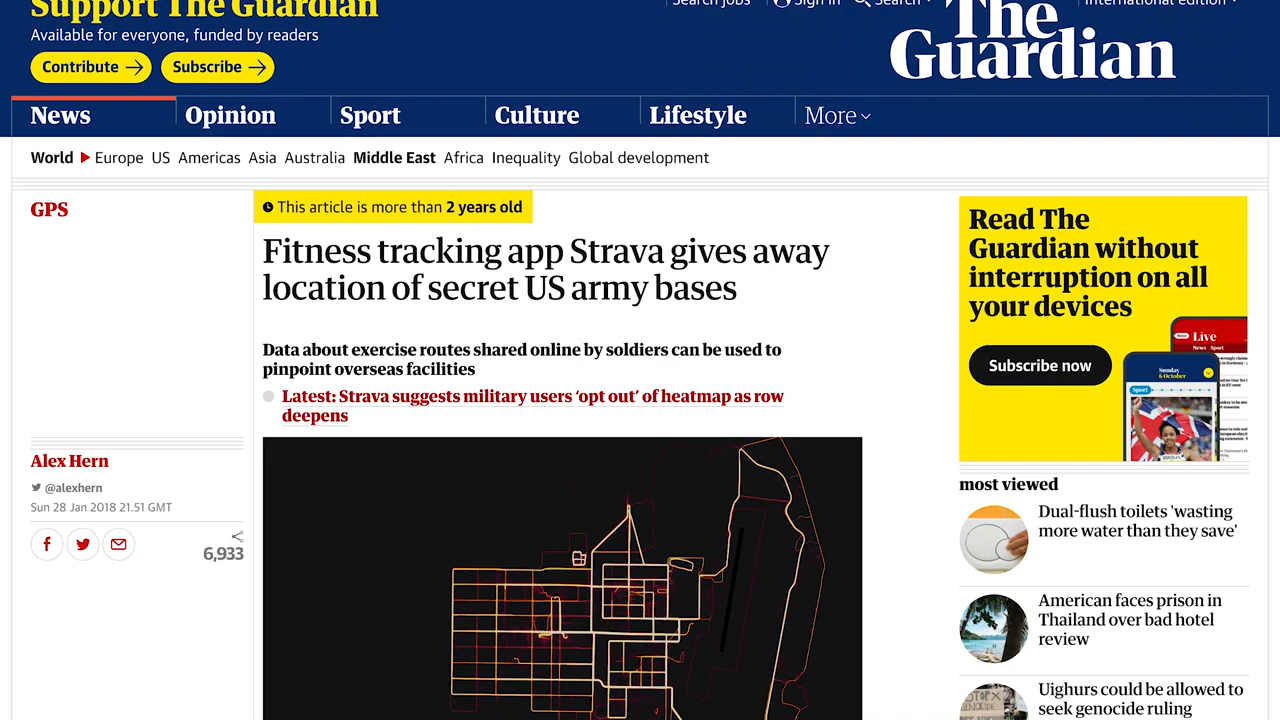 Support The Guardian
Available for everyone, funded by readers
Contribute
Subscribe
Search jobs
Sign in
Search
International edition
The
Guardian
News
Opinion
Sport
Culture
Lifestyle
More
World Europe US Americas Asia Australia Middle East Africa Inequality Global development
GPS
This article is more than 2 years old
Fitness tracking app Strava gives away
location of secret US army bases
Data about exercise routes shared online by soldiers can be used to
pinpoint overseas facilities
Latest: Strava suggests military users ‘opt out’ of heatmap as row
deepens
Alex Hern
@alexhern
Sun 28 Jan 2018 21.51 GMT
6,933
Read The
Guardian without
interruption on all
your devices
Subscribe now
Live
News Sport
Sunday
6 October
Sport
most viewed
Dual-flush toilets 'wasting
more water than they save'
American faces prison in
Thailand over bad hotel
review
Uighurs could be allowed to
seek genocide ruling